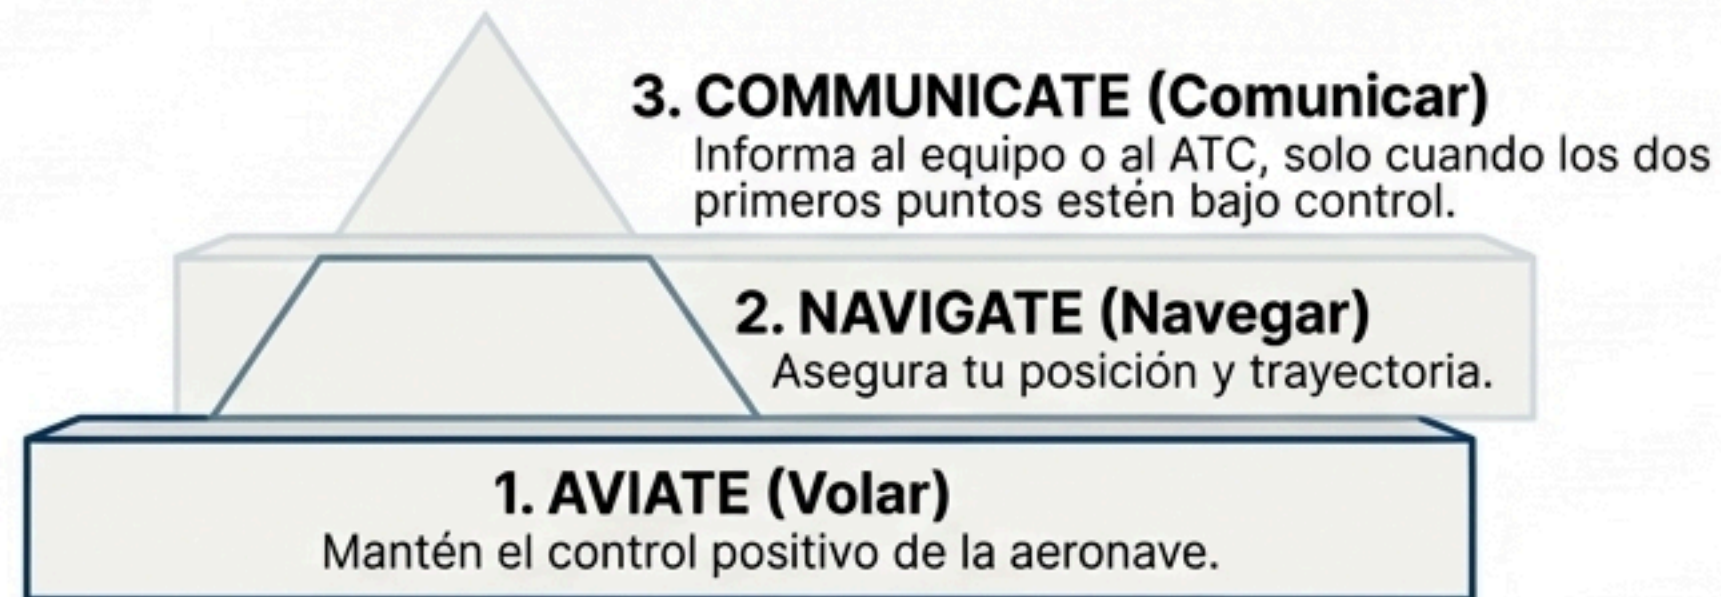 3. COMMUNICATE (Comunicar)
Informa al equipo o al ATC, solo cuando los dos
primeros puntos estén bajo control.
2. NAVIGATE (Navegar)
Asegura tu posición y trayectoria.
1. AVIATE (Volar)
Mantén el control positivo de la aeronave.